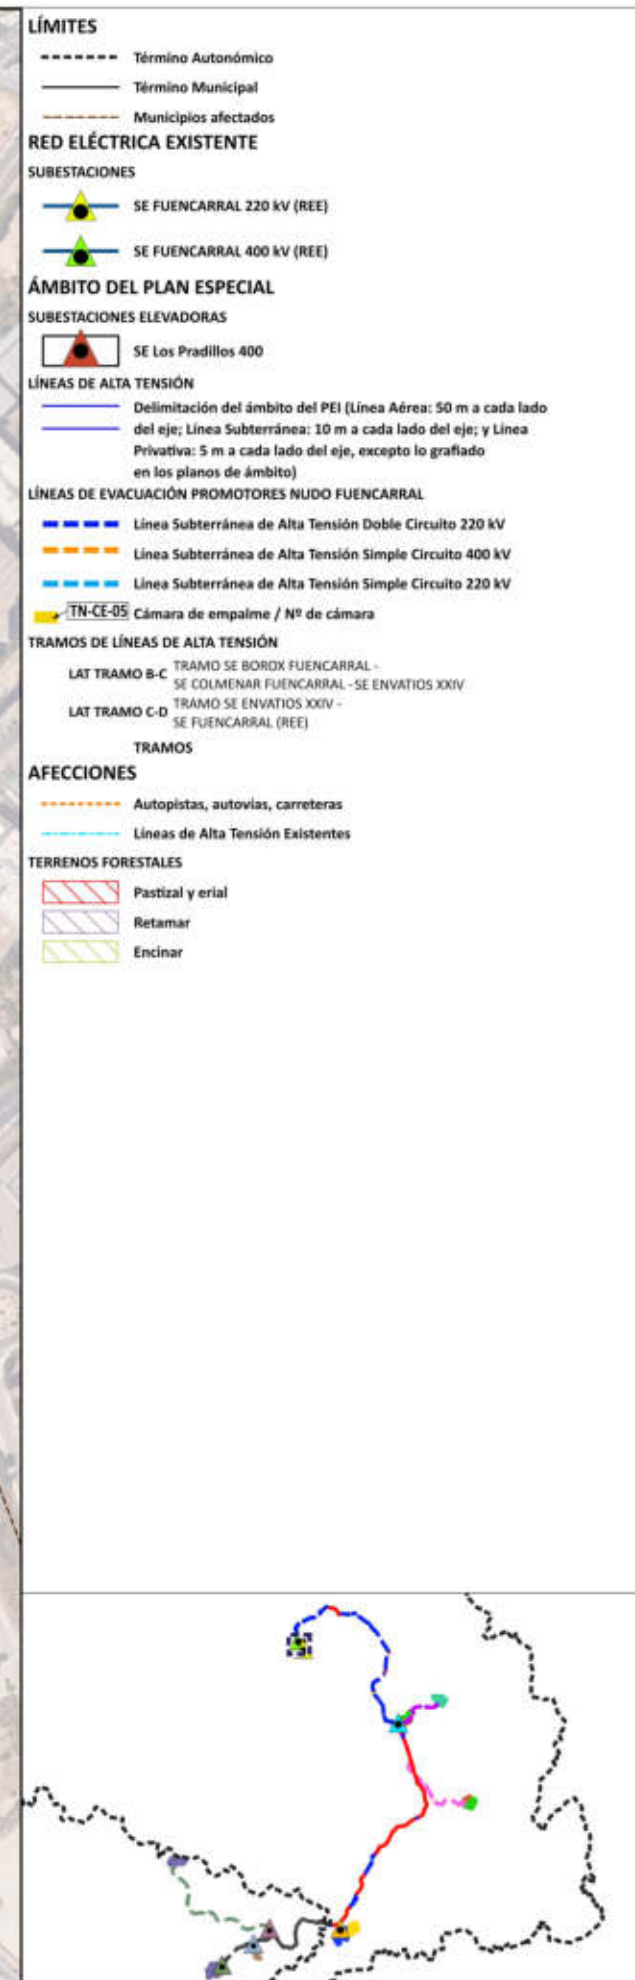 LÍMITES
Término Autonómico
Término Municipal
Municipios afectados
RED ELÉCTRICA EXISTENTE
SUBESTACIONES
SE FUENCARRAL 220 kV (REE)
SE FUENCARRAL 400 kV (REE)
ÁMBITO DEL PLAN ESPECIAL
SUBESTACIONES ELEVADORAS
SE Los Pradillos 400
LÍNEAS DE ALTA TENSIÓN
Delimitación del ámbito del PEI (Línea Aérea: 50 m a cada lado
del eje; Línea Subterránea: 10 m a cada lado del eje; y Línea
Privativa: 5 m a cada lado del eje, excepto lo grafiado
en los planos de ámbito)
LÍNEAS DE EVACUACIÓN PROMOTORES NUDO FUENCARRAL
Línea Subterránea de Alta Tensión Doble Circuito 220 kV
Línea Subterránea de Alta Tensión Simple Circuito 400 kV
Línea Subterránea de Alta Tensión Simple Circuito 220 kV
TN-CE-05 Cámara de empalme / Nº de cámara
TRAMOS DE LÍNEAS DE ALTA TENSIÓN
LAT TRAMO B-C TRAMO SE BOROX FUENCARRAL -
SE COLMENAR FUENCARRAL - SE ENVATIOS XXIV
LAT TRAMO C-D TRAMO SE ENVATIOS XXIV -
SE FUENCARRAL (REE)
TRAMOS
AFECCIONES
Autopistas, autovías, carreteras
Líneas de Alta Tensión Existentes
TERRENOS FORESTALES
Pastizal y erial
Retamar
Encinar